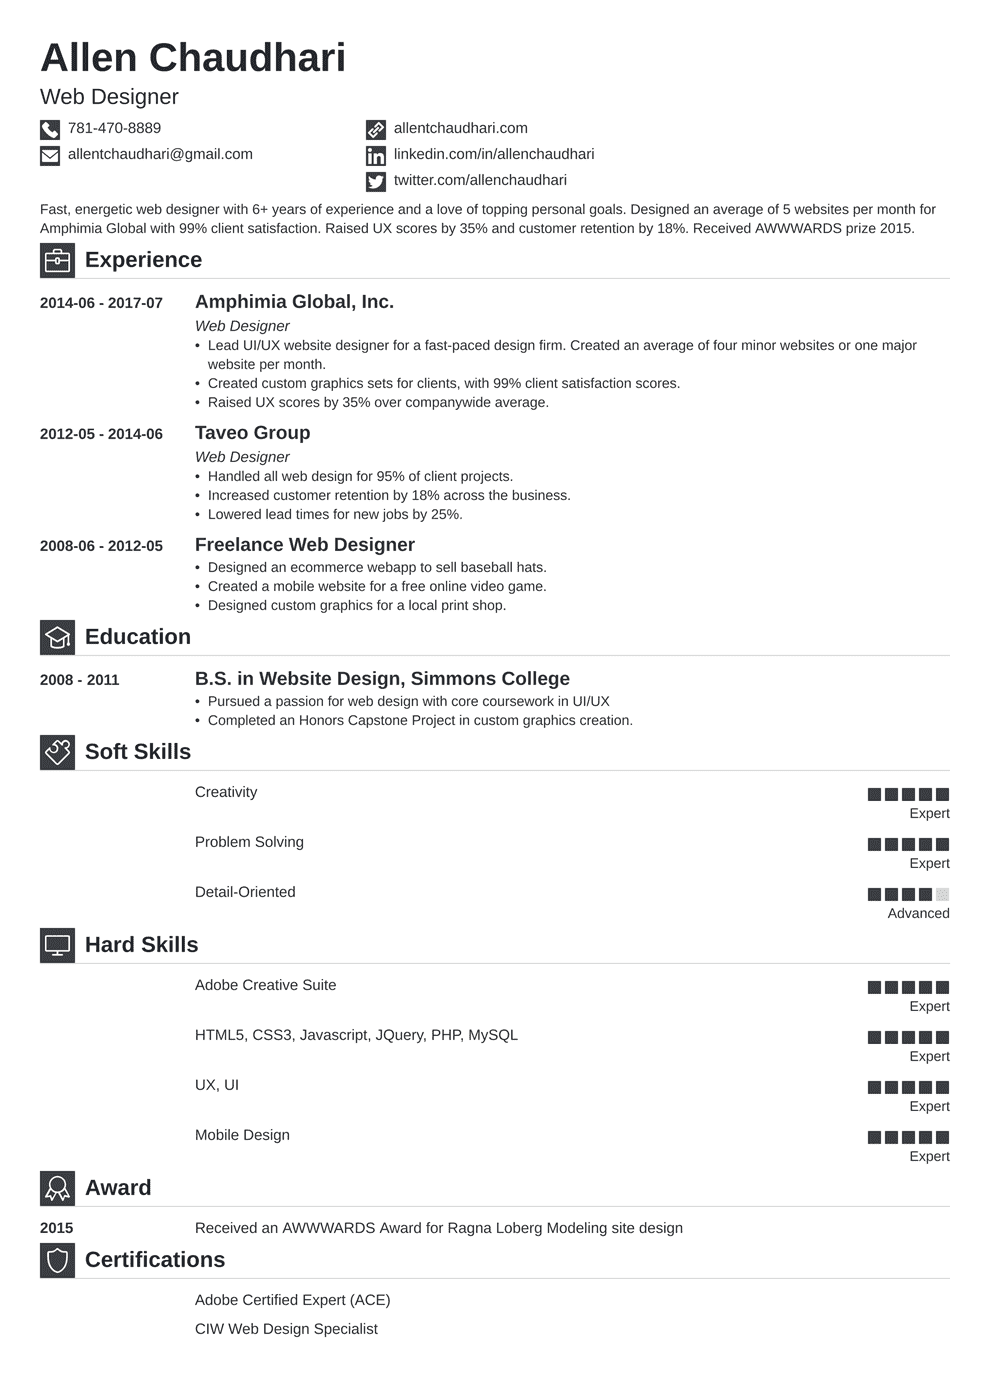 Allen Chaudhari
Web Designer
781-470-8889
allentchaudhari.com
allentchaudhari@gmail.com
linkedin.com/in/allenchaudhari
twitter.com/allenchaudhari
Fast, energetic web designer with 6+ years of experience and a love of topping personal goals. Designed an average of 5 websites per month for
Amphimia Global with 99% client satisfaction. Raised UX scores by 35% and customer retention by 18%. Received AWWWARDS prize 2015.
Experience
2014-06 - 2017-07
Amphimia Global, Inc.
Web Designer
• Lead UI/UX website designer for a fast-paced design firm. Created an average of four minor websites or one major
website per month.
• Created custom graphics sets for clients, with 99% client satisfaction scores.
• Raised UX scores by 35% over companywide average.
2012-05 - 2014-06
Taveo Group
Web Designer
• Handled all web design for 95% of client projects.
• Increased customer retention by 18% across the business.
• Lowered lead times for new jobs by 25%.
2008-06 - 2012-05
Freelance Web Designer
• Designed an ecommerce webapp to sell baseball hats.
• Created a mobile website for a free online video game.
• Designed custom graphics for a local print shop.
Education
2008 - 2011
B.S. in Website Design, Simmons College
• Pursued a passion for web design with core coursework in UI/UX
• Completed an Honors Capstone Project in custom graphics creation.
Soft Skills
Creativity
Expert
Problem Solving
Expert
Detail-Oriented
Advanced
Hard Skills
Adobe Creative Suite
Expert
HTML5, CSS3, Javascript, JQuery, PHP, MySQL
Expert
UX, UI
Expert
Mobile Design
Expert
Award
2015
Received an AWWWARDS Award for Ragna Loberg Modeling site design
Certifications
Adobe Certified Expert (ACE)
CIW Web Design Specialist